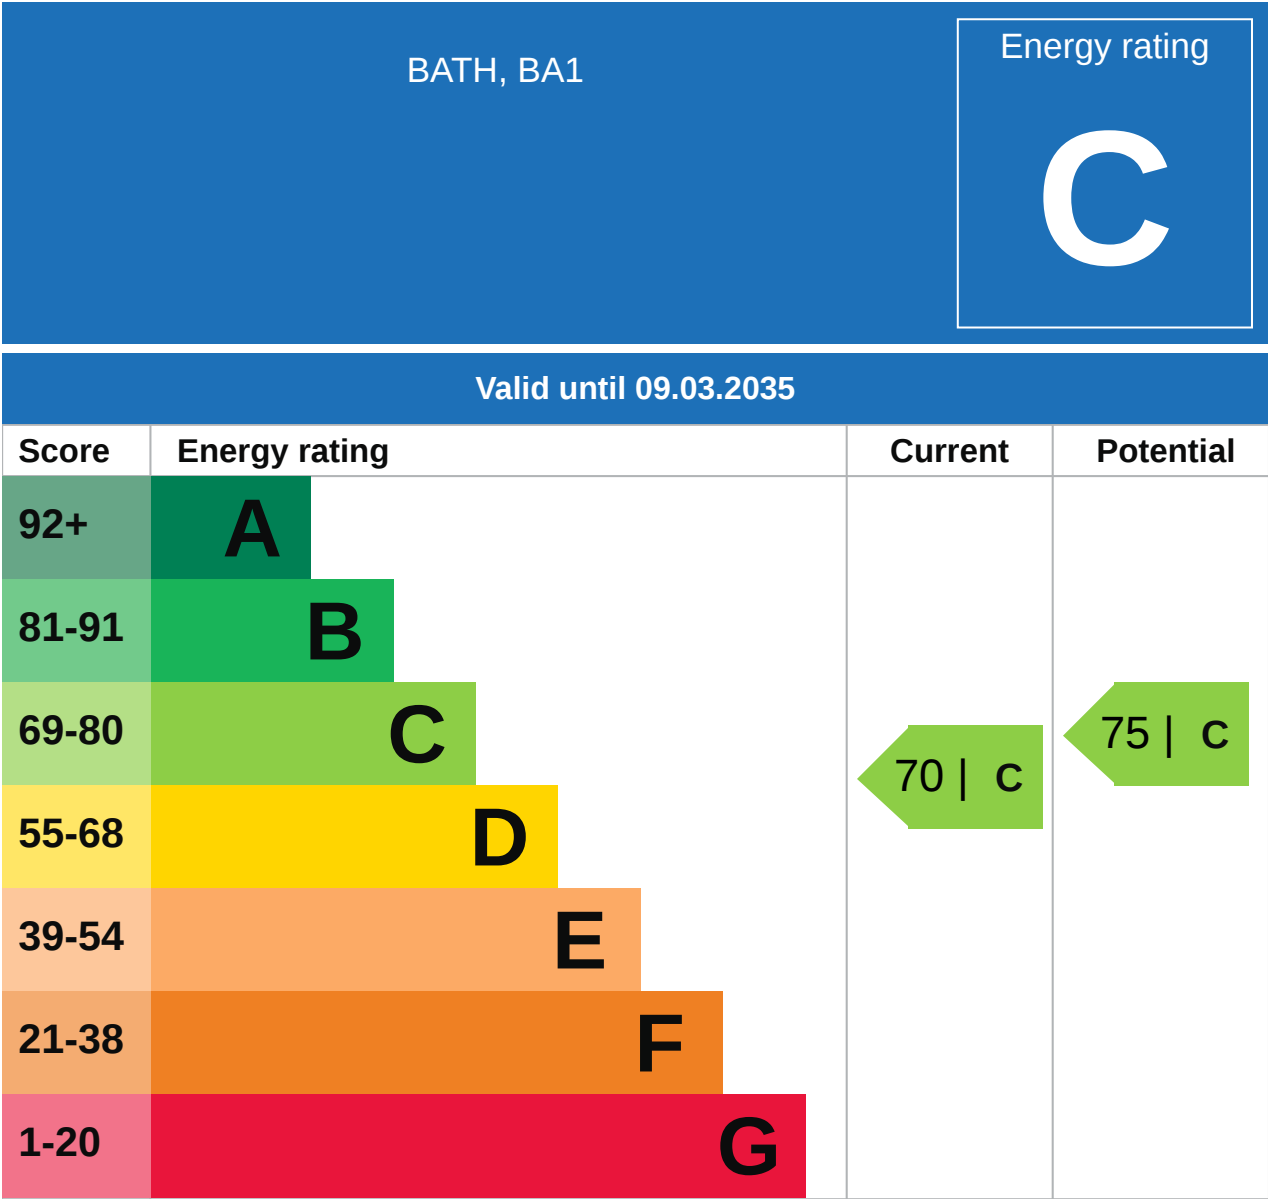 BATH, BA1
Energy rating
C
Valid until 09.03.2035
Score Energy rating Current Potential
92+ A
81-91 B
69-80 C
55-68 D
39-54 E
21-38 F
1-20 G
70 | C
75 | C